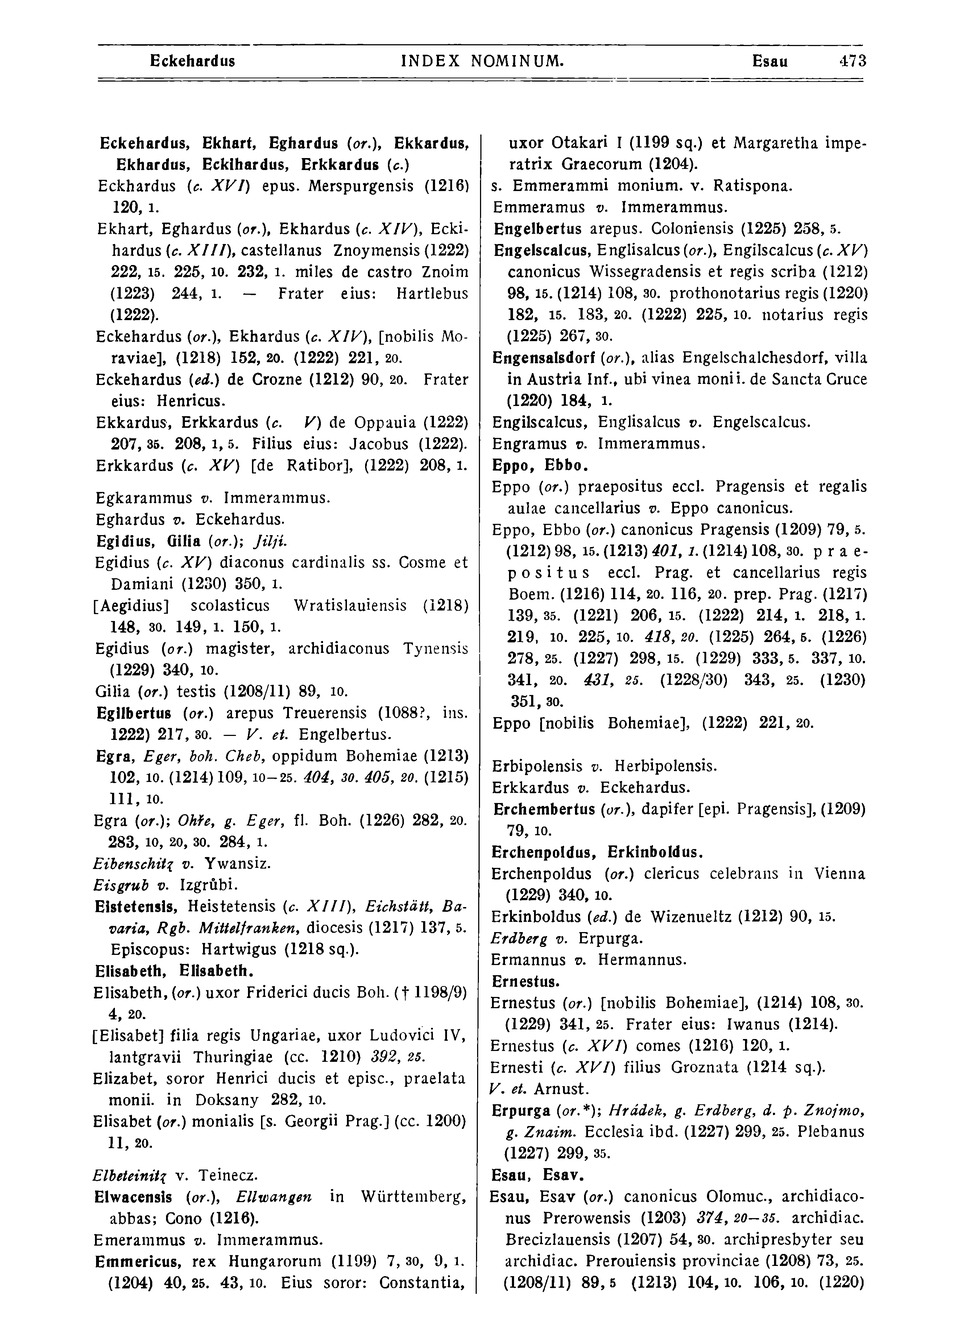 Eckehardus INDEX NOMINUM. Esau 473
Eckehardus, Ekhart, Eghardus (or.), Ekkardus,
Ekhardus, Eckihardus, Erkkardus (c.)
Eckhardus (c. XVI) epus. Merspurgensis (1216)
120, 1.
Ekhart, Eghardus (or.), Ekhardus (c. XIV), Ecki-
hardus (c. XIII), castellanus Znoymensis (1222)
222, 15. 225, 10. 232, 1. miles de castro Znoim
(1223) 244, 1. — Frater eius: Hartlebus
(1222).
Eckehardus (or.), Ekhardus (c. XIV), [nobilis Mo-
raviae], (1218) 152, 20. (1222) 221, 20.
Eckehardus (ed.) de Crozne (1212) 90, 20. Frater
eius: Henricus.
Ekkardus, Erkkardus (c. V) de Oppauia (1222)
207, 35. 208, 1, 5. Filius eius: Jacobus (1222).
Erkkardus (c. XV) [de Ratibor], (1222) 208, 1.
Egkarammus v. Immerammus.
Eghardus v. Eckehardus.
Egidius, Gilia (or.); Jilji.
Egidius (c. XV) diaconus cardinalis ss. Cosme et
Damiani (1230) 350, 1.
[Aegidius] scolasticus Wratislauiensis (1218)
148, 30. 149, 1. 150, 1.
Egidius (or.) magister, archidiaconus Tynensis
(1229) 340, 10.
Gilia (or.) testis (1208/11) 89, 10.
Egilbertus (or.) arepus Treuerensis (1088?, ins.
1222) 217, 30. — V. et. Engelbertus.
Egra, Eger, boh. Cheb, oppidum Bohemiae (1213)
102, 10. (1214) 109, 10—25. 404, 30. 405, 20. (1215)
111, 10.
Egra (or.); Ohře, g. Eger, fl. Boh. (1226) 282, 20.
283, 10, 20, 30. 284, 1.
Eibenschitz v. Ywansiz.
Eisgrub v. Izgrůbi.
Eistetensis, Heistetensis (c. XIII), Eichstätt, Ba-
varia, Rgb. Mittelfranken, diocesis (1217) 137, 5.
Episcopus: Hartwigus (1218 sq.).
Elisabeth, Elisabeth.
Elisabeth, (or.) uxor Friderici ducis Boh. († 1198/9)
4, 20.
[Elisabet] filia regis Ungariae, uxor Ludovici IV,
lantgravii Thuringiae (cc. 1210) 392, 25.
Elizabet, soror Henrici ducis et episc., praelata
monii. in Doksany 282, 10.
Elisabet (or.) monialis [s. Georgii Prag.] (cc. 1200)
11, 20.
Elbeteinitz v. Teinecz.
Elwacensis (or.), Ellwangen in Württemberg,
abbas; Cono (1216).
Emerammus v. Immerammus.
Emmericus, rex Hungarorum (1199) 7, 30, 9, 1.
(1204) 40, 25. 43, 10. Eius soror: Constantia,
uxor Otakari I (1199 sq.) et Margaretha impe-
ratrix Graecorum (1204).
s. Emmerammi monium. v. Ratispona.
Emmeramus v. Immerammus.
Engelbertus arepus. Coloniensis (1225) 258, 5.
Engelscalcus, Englisalcus (or.), Engilscalcus (c. XV)
canonicus Wissegradensis et regis scriba (1212)
98, 15. (1214) 108, 30. prothonotarius regis (1220)
182, 15. 183, 20. (1222) 225, 10. notarius regis
(1225) 267, 30.
Engensalsdorf (or.), alias Engelschalchesdorf, villa
in Austria Inf., ubi vinea monii. de Sancta Cruce
(1220) 184, 1.
Engilscalcus, Englisalcus v. Engelscalcus.
Engramus v. Immerammus.
Eppo, Ebbo.
Eppo (or.) praepositus eccl. Pragensis et regalis
aulae cancellarius v. Eppo canonicus.
Eppo, Ebbo (or.) canonicus Pragensis (1209) 79, 5.
(1212) 98, 15. (1213) 401, 1. (1214) 108, 30. prae-
positus eccl. Prag. et cancellarius regis
Boem. (1216) 114, 20. 116, 20. prep. Prag. (1217)
139, 35. (1221) 206, 15. (1222) 214, 1. 218, 1.
219, 10. 225, 10. 418, 20. (1225) 264, 5. (1226)
278, 25. (1227) 298, 15. (1229) 333, 5. 337, 10.
341, 20. 431, 25. (1228/30) 343, 25. (1230)
351, 30.
Eppo [nobilis Bohemiae], (1222) 221, 20.
Erbipolensis v. Herbipolensis.
Erkkardus v. Eckehardus.
Erchembertus (or.), dapifer [epi. Pragensis], (1209)
79, 10.
Erchenpoldus, Erkinboldus.
Erchenpoldus (or.) clericus celebrans in Vienna
(1229) 340, 10.
Erkinboldus (ed.) de Wizenueltz (1212) 90, 15.
Erdberg v. Erpurga.
Ermannus v. Hermannus.
Ernestus.
Ernestus (or.) [nobilis Bohemiae], (1214) 108, 30.
(1229) 341, 25. Frater eius: Iwanus (1214).
Ernestus (c. XVI) comes (1216) 120, 1.
Ernesti (c. XVI) filius Groznata (1214 sq.).
V. et. Arnust.
Erpurga (or.*); Hrádek, g. Erdberg, d. p. Znojmo,
g. Znaim. Ecclesia ibd. (1227) 299, 25. Plebanus
(1227) 299, 35.
Esau, Esav.
Esau, Esav (or.) canonicus Olomuc., archidiaco-
nus Prerowensis (1203) 374, 20—35. archidiac.
Brecizlauensis (1207) 54, 30. archipresbyter seu
archidiac. Prerouiensis provinciae (1208) 73, 25.
(1208/11) 89, 5 (1213) 104, 10. 106, 10. (1220)